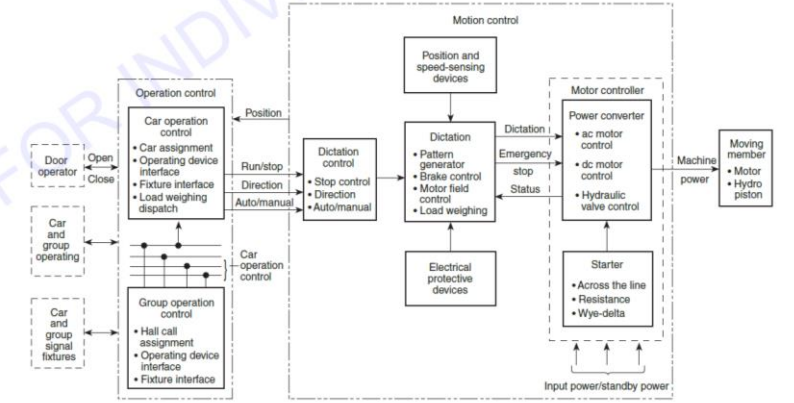 Motion control
Position and
speed-sensing
devices
Operation control
Motor controller
Car operation
control
• Car assignment
• Operating device
interface
• Fixture interface
• Load weighing
dispatch
Position
Door
operator
Open
Close
Run/stop
Direction
Auto/manual
Dictation
control
• Stop control
• Direction
• Auto/manual
Dictation
• Pattern
generator
• Brake control
• Motor field
control
• Load weighing
Dictation
Emergency
stop
Status
Power converter
• ac motor
control
• dc motor
control
• Hydraulic
valve control
Machine
power
Moving
member
• Motor
• Hydro
piston
Car
and
group
operating
Car
operation
control
Electrical
protective
devices
Starter
• Across the line
• Resistance
• Wye-delta
Group operation
control
• Hall call
assignment
• Operating device
interface
• Fixture interface
Car
and
group
signal
fixtures
Input power/standby power
FOR INDIV